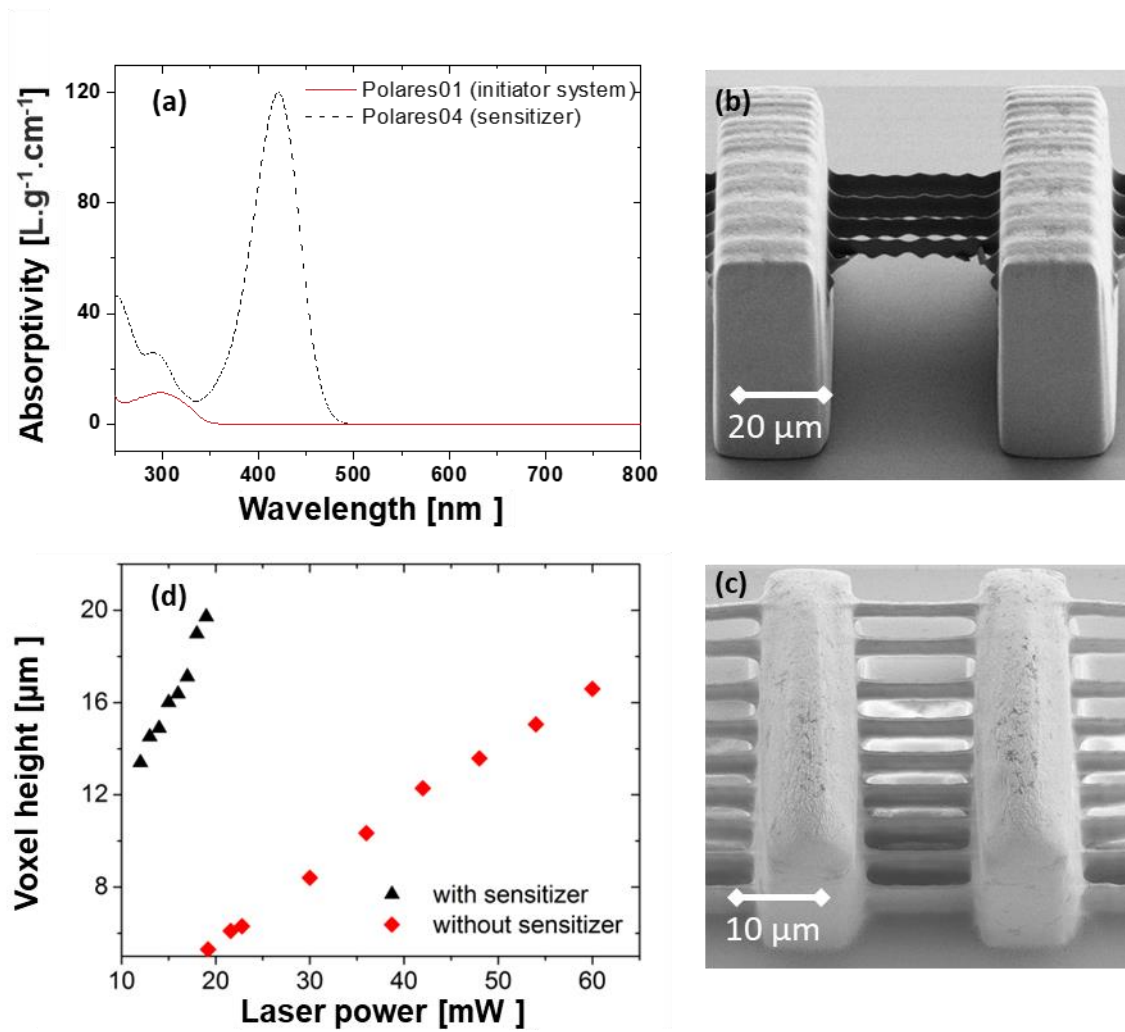 (a)
Polares01 (initiator system)
Polares04 (sensitizer)
120
80
40
0
Absorptivity [L.g⁻¹.cm⁻¹]
300 400 500 600 700 800
Wavelength [nm ]
(b)
20 µm
(d)
20
16
12
8
Voxel height [µm]
with sensitizer
without sensitizer
10 20 30 40 50 60
Laser power [mW ]
(c)
10 µm